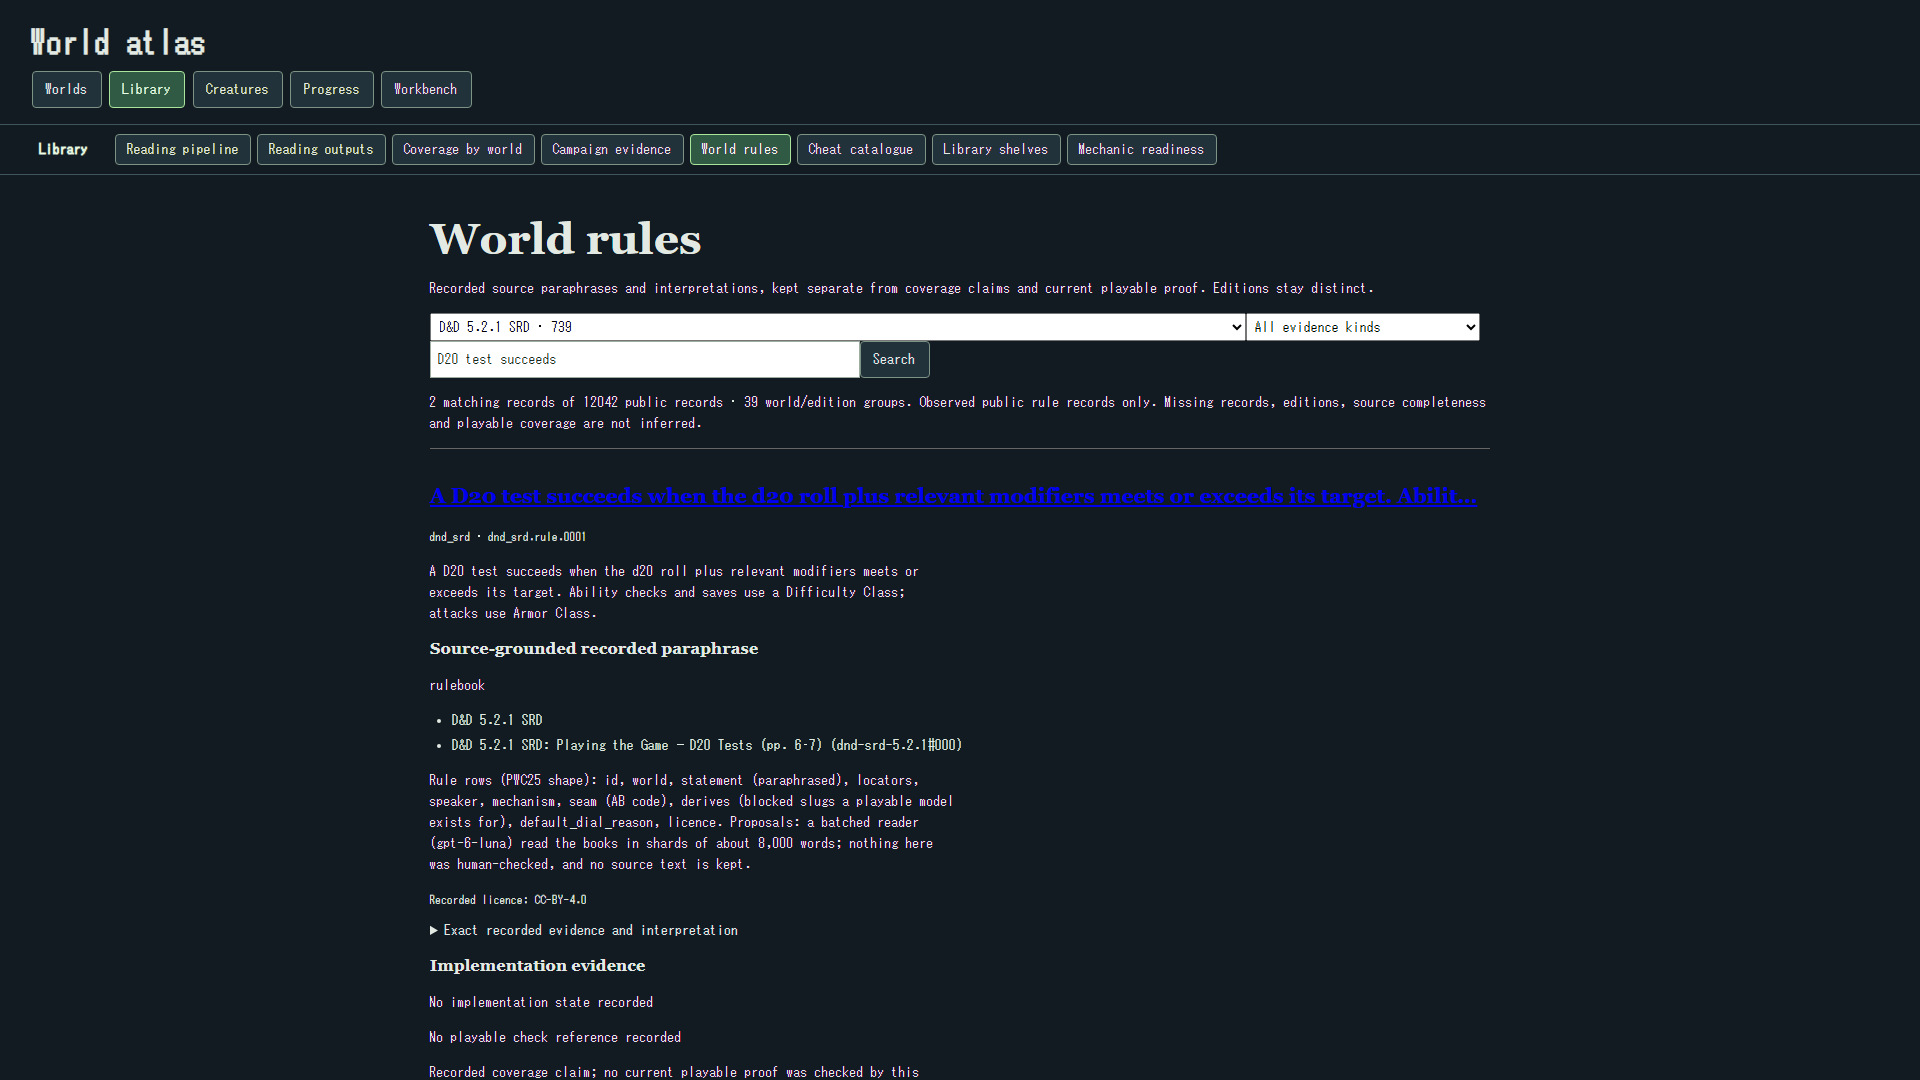 World atlas
Worlds Library Creatures Progress Workbench
Library Reading pipeline Reading outputs Coverage by world Campaign evidence World rules Cheat catalogue Library shelves Mechanic readiness
World rules
Recorded source paraphrases and interpretations, kept separate from coverage claims and current playable proof. Editions stay distinct.
D&D 5.2.1 SRD · 739 All evidence kinds
D20 test succeeds Search
2 matching records of 12042 public records · 39 world/edition groups. Observed public rule records only. Missing records, editions, source completeness
and playable coverage are not inferred.
A D20 test succeeds when the d20 roll plus relevant modifiers meets or exceeds its target. Abilit...
dnd_srd · dnd_srd.rule.0001
A D20 test succeeds when the d20 roll plus relevant modifiers meets or
exceeds its target. Ability checks and saves use a Difficulty Class;
attacks use Armor Class.
Source-grounded recorded paraphrase
rulebook
• D&D 5.2.1 SRD
• D&D 5.2.1 SRD: Playing the Game — D20 Tests (pp. 6-7) (dnd-srd-5.2.1#000)
Rule rows (PWC25 shape): id, world, statement (paraphrased), locators,
speaker, mechanism, seam (AB code), derives (blocked slugs a playable model
exists for), default_dial_reason, licence. Proposals: a batched reader
(gpt-6-luna) read the books in shards of about 8,000 words; nothing here
was human-checked, and no source text is kept.
Recorded licence: CC-BY-4.0
▶ Exact recorded evidence and interpretation
Implementation evidence
No implementation state recorded
No playable check reference recorded
Recorded coverage claim; no current playable proof was checked by this